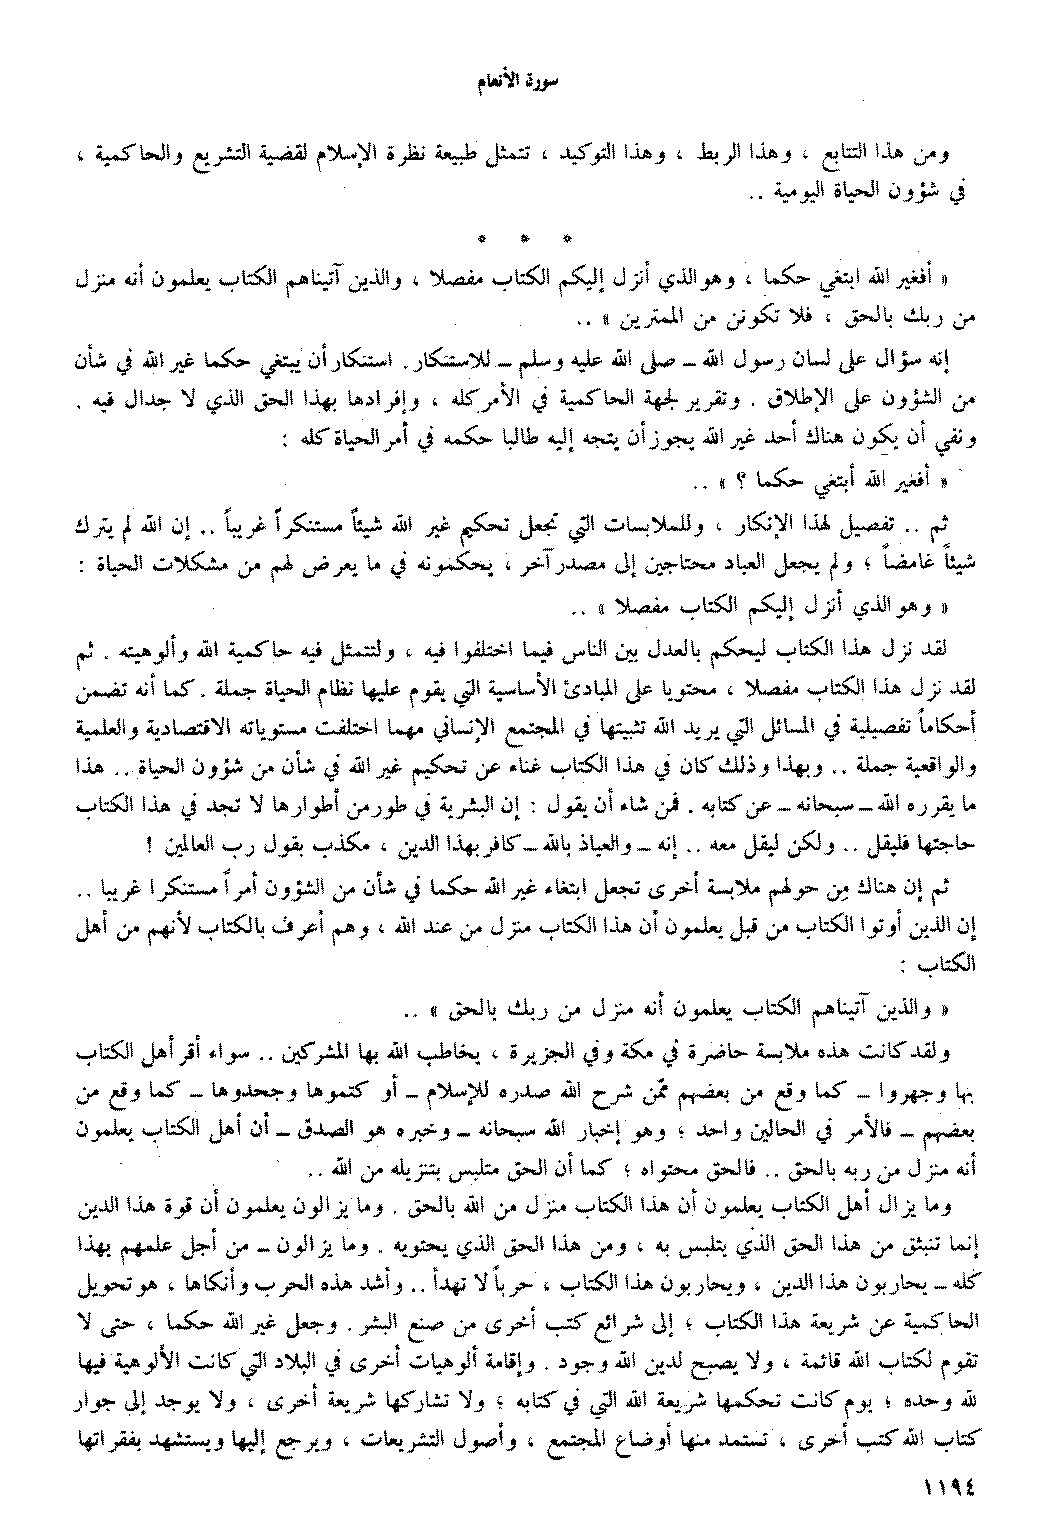 سورة الأنعام
ومن هذا التتابع ، وهذا الربط ، وهذا التوكيد ، تتمثل طبيعة نظرة الإسلام لقضية التشريع والحاكمية ،
في شؤون الحياة اليومية ..
* * *
« أفغير الله ابتغي حكما ، وهو الذي أنزل إليكم الكتاب مفصلا ، والذين آتيناهم الكتاب يعلمون أنه منزل
من ربك بالحق ، فلا تكونن من الممترين » ..
إنه سؤال على لسان رسول الله ــ صلى الله عليه وسلم ــ للاستنكار . استنكار أن يبتغي حكما غير الله في شأن
من الشؤون على الإطلاق . وتقرير لجهة الحاكمية في الأمر كله ، وإفرادها بهذا الحق الذي لا جدال فيه .
ونفي أن يكون هناك أحد غير الله يجوز أن يتجه إليه طالبا حكمه في أمر الحياة كله :
« أفغير الله أبتغي حكما ؟ » ..
ثم .. تفصيل لهذا الإنكار ، وللملابسات التي تجعل تحكيم غير الله شيئاً مستنكراً غريباً .. إن الله لم يترك
شيئاً غامضاً ؛ ولم يجعل العباد محتاجين إلى مصدر آخر ، يحكمونه في ما يعرض لهم من مشكلات الحياة :
« وهو الذي أنزل إليكم الكتاب مفصلا » ..
لقد نزل هذا الكتاب ليحكم بالعدل بين الناس فيما اختلفوا فيه ، ولتتمثل فيه حاكمية الله وألوهيته . ثم
لقد نزل هذا الكتاب مفصلا ، محتويا على المبادئ الأساسية التي يقوم عليها نظام الحياة جملة . كما أنه تضمن
أحكاماً تفصيلية في المسائل التي يريد الله تثبيتها في المجتمع الإنساني مهما اختلفت مستوياته الاقتصادية والعلمية
والواقعية جملة .. وبهذا وذلك كان في هذا الكتاب غناء عن تحكيم غير الله في شأن من شؤون الحياة .. هذا
ما يقرره الله ــ سبحانه ــ عن كتابه . فمن شاء أن يقول : إن البشرية في طور من أطوارها لا تجد في هذا الكتاب
حاجتها فليقل .. ولكن ليقل معه .. إنه ــ والعياذ بالله ــ كافر بهذا الدين ، مكذب بقول رب العالمين !
ثم إن هناك مِن حولهم ملابسة أخرى تجعل ابتغاء غير الله حكما في شأن من الشؤون أمراً مستنكرا غريبا ..
إن الذين أوتوا الكتاب من قبل يعلمون أن هذا الكتاب منزل من عند الله ، وهم أعرف بالكتاب لأنهم من أهل
الكتاب :
« والذين آتيناهم الكتاب يعلمون أنه منزل من ربك بالحق » ..
ولقد كانت هذه ملابسة حاضرة في مكة وفي الجزيرة ، يخاطب الله بها المشركين .. سواء أقر أهل الكتاب
بها وجهروا ــ كما وقع من بعضهم ممّن شرح الله صدره للإسلام ــ أو كتموها وجحدوها ــ كما وقع من
بعضهم ــ فالأمر في الحالين واحد ؛ وهو إخبار الله سبحانه ــ وخبره هو الصدق ــ أن أهل الكتاب يعلمون
أنه منزل من ربه بالحق .. فالحق محتواه ؛ كما أن الحق متلبس بتنزيله من الله ..
وما يزال أهل الكتاب يعلمون أن هذا الكتاب منزل من الله بالحق . وما يزالون يعلمون أن قوة هذا الدين
إنما تنبثق من هذا الحق الذي يتلبس به ، ومن هذا الحق الذي يحتويه . وما يزالون ــ من أجل علمهم بهذا
كله ــ يحاربون هذا الدين ، ويحاربون هذا الكتاب ، حرباً لا تهدأ .. وأشد هذه الحرب وأنكاها ، هو تحويل
الحاكمية عن شريعة هذا الكتاب ؛ إلى شرائع كتب أخرى من صنع البشر . وجعل غير الله حكما ، حتى لا
تقوم لكتاب الله قائمة ، ولا يصبح لدين الله وجود . وإقامة ألوهيات أخرى في البلاد التي كانت الألوهية فيها
لله وحده ؛ يوم كانت تحكمها شريعة الله التي في كتابه ؛ ولا تشاركها شريعة أخرى ، ولا يوجد إلى جوار
كتاب الله كتب أخرى ، تستمد منها أوضاع المجتمع ، وأصول التشريعات ، ويرجع إليها ويستشهد بفقراتها
١١٩٤